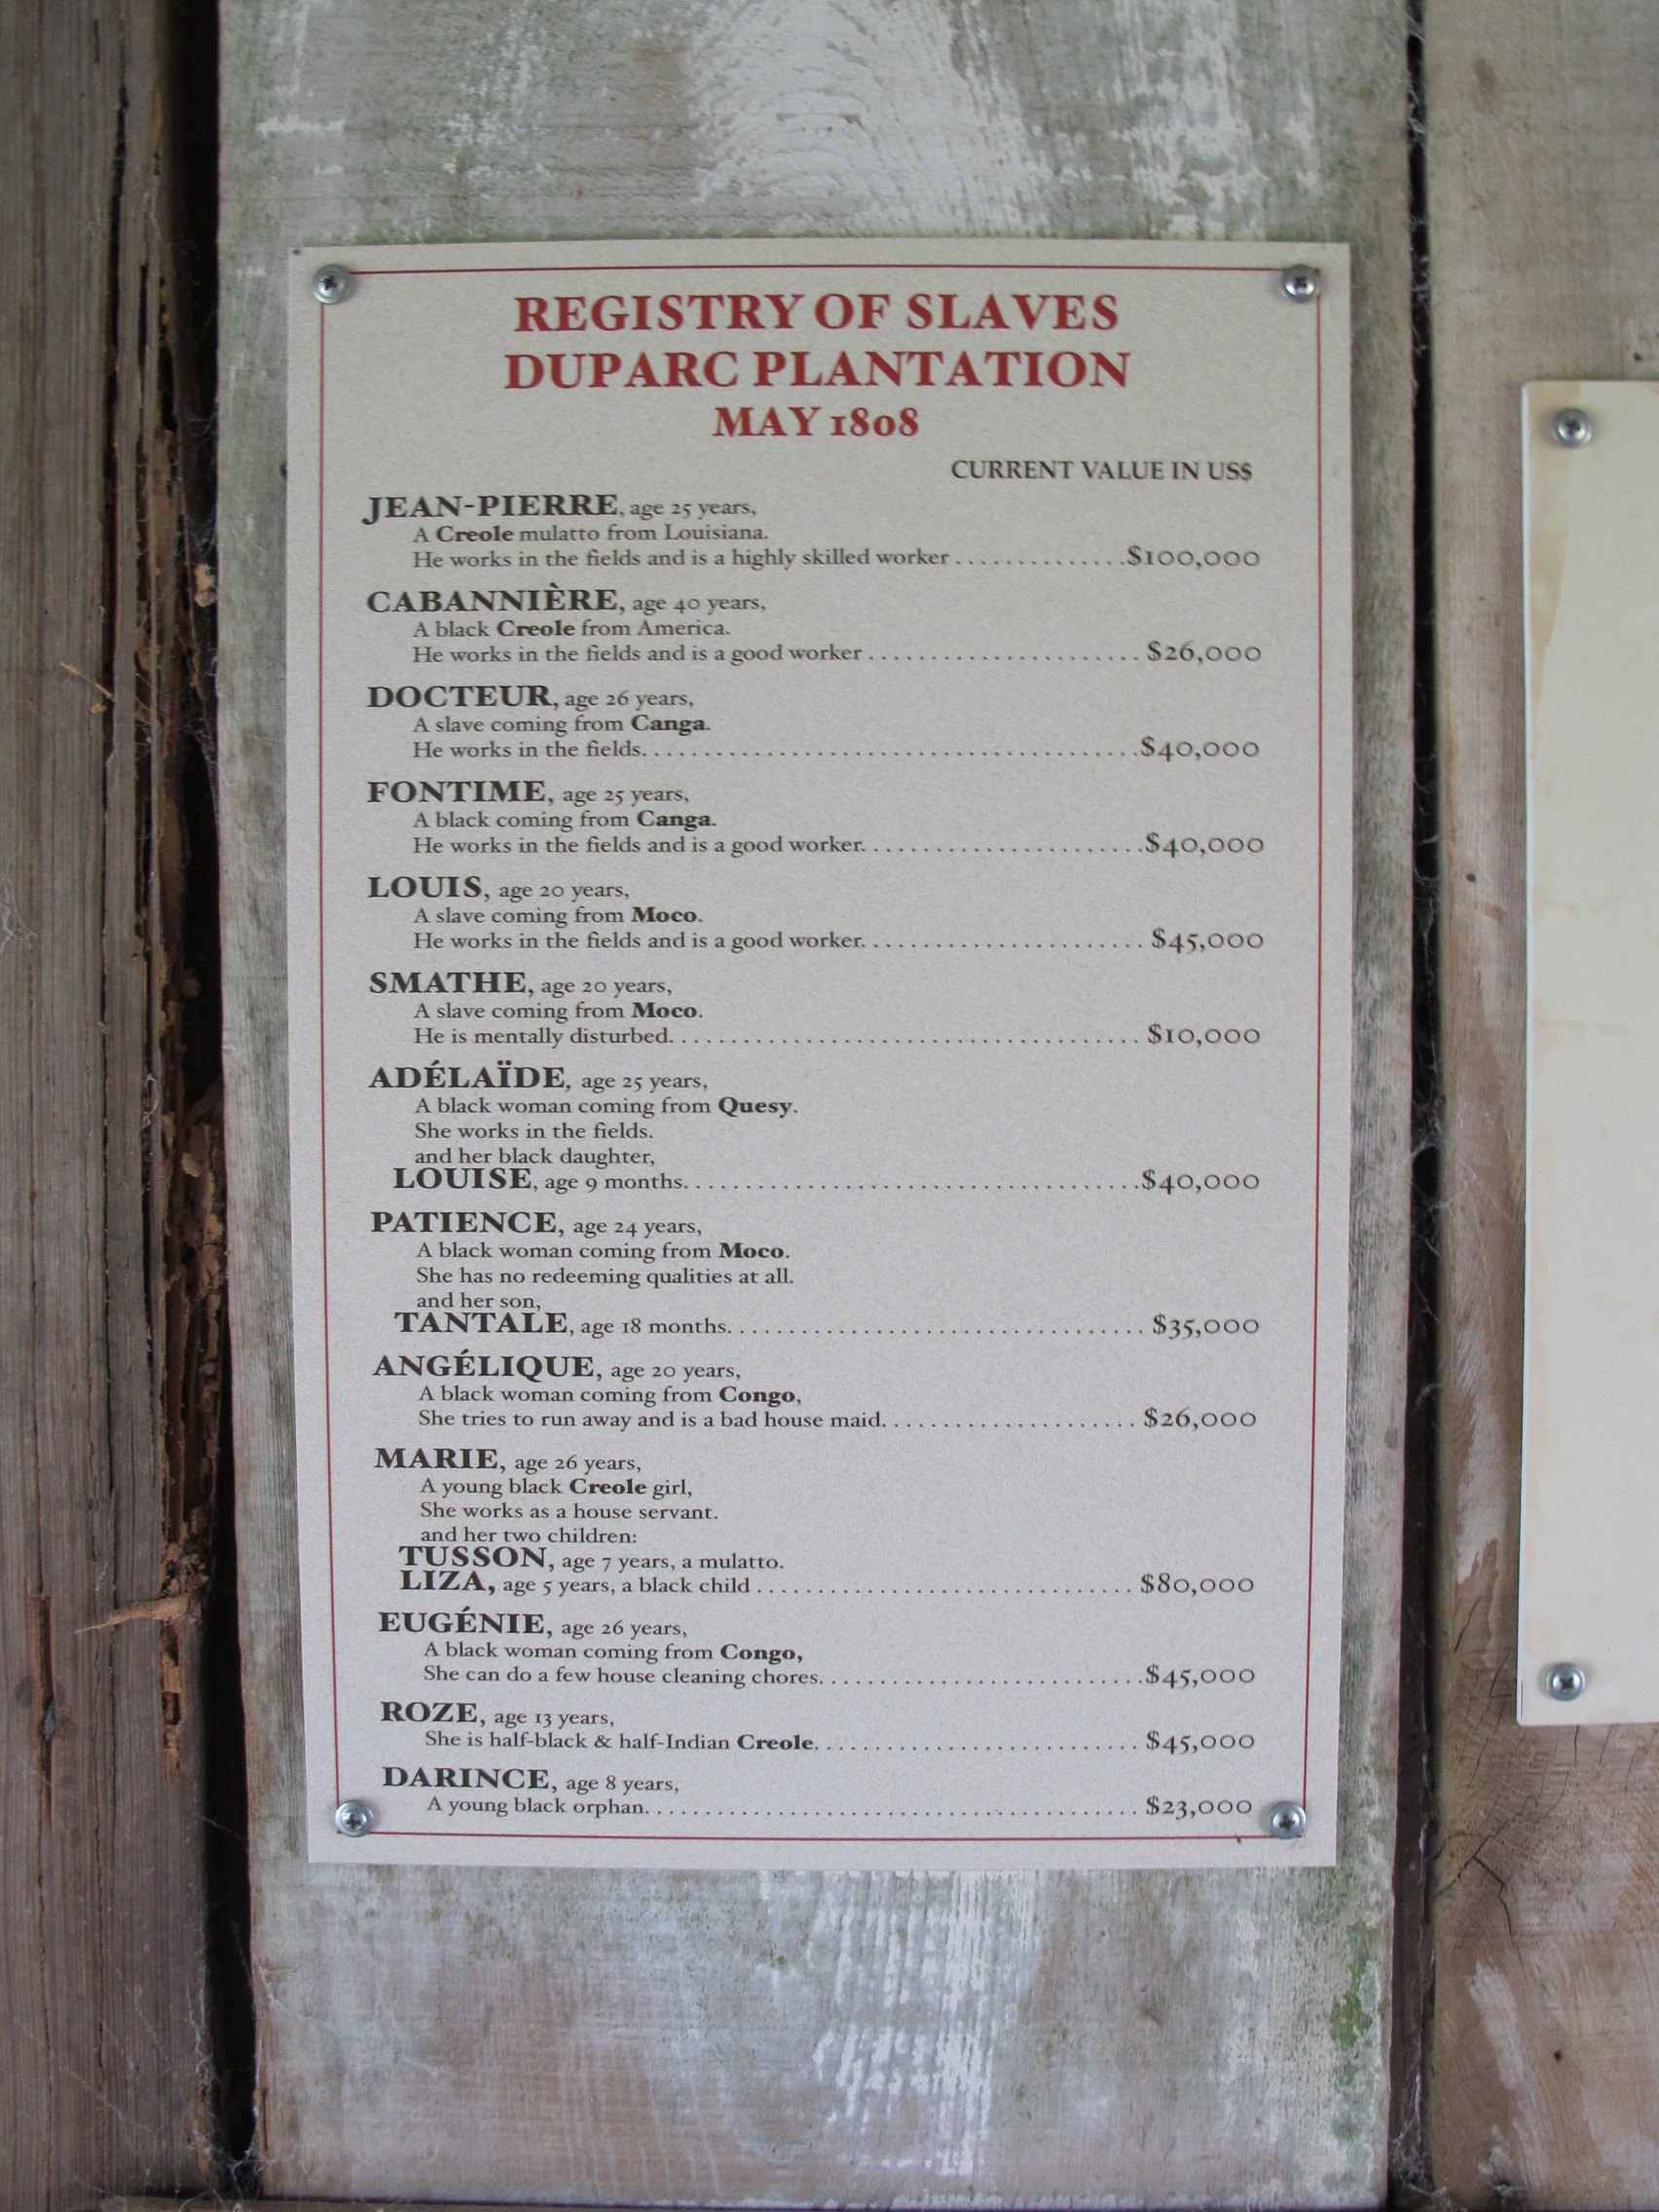 REGISTRY OF SLAVES
DUPARC PLANTATION
MAY 1808
CURRENT VALUE IN US$
JEAN-PIERRE, age 25 years,
A Creole mulatto from Louisiana.
He works in the fields and is a highly skilled worker..............$100,000
CABANNIÈRE, age 40 years,
A black Creole from America.
He works in the fields and is a good worker....................... $26,000
DOCTEUR, age 26 years,
A slave coming from Canga.
He works in the fields..........................................$40,000
FONTIME, age 25 years,
A black coming from Canga.
He works in the fields and is a good worker........................$40,000
LOUIS, age 20 years,
A slave coming from Moco.
He works in the fields and is a good worker........................ $45,000
SMATHE, age 20 years,
A slave coming from Moco.
He is mentally disturbed........................................ $10,000
ADÉLAÏDE, age 25 years,
A black woman coming from Quesy.
She works in the fields.
and her black daughter,
LOUISE, age 9 months.......................................$40,000
PATIENCE, age 24 years,
A black woman coming from Moco.
She has no redeeming qualities at all.
and her son,
TANTALE, age 18 months................................... $35,000
ANGÉLIQUE, age 20 years,
A black woman coming from Congo,
She tries to run away and is a bad house maid...................... $26,000
MARIE, age 26 years,
A young black Creole girl,
She works as a house servant.
and her two children:
TUSSON, age 7 years, a mulatto.
LIZA, age 5 years, a black child................................ $80,000
EUGÉNIE, age 26 years,
A black woman coming from Congo,
She can do a few house cleaning chores............................$45,000
ROZE, age 13 years,
She is half-black & half-Indian Creole............................ $45,000
DARINCE, age 8 years,
A young black orphan.......................................... $23,000